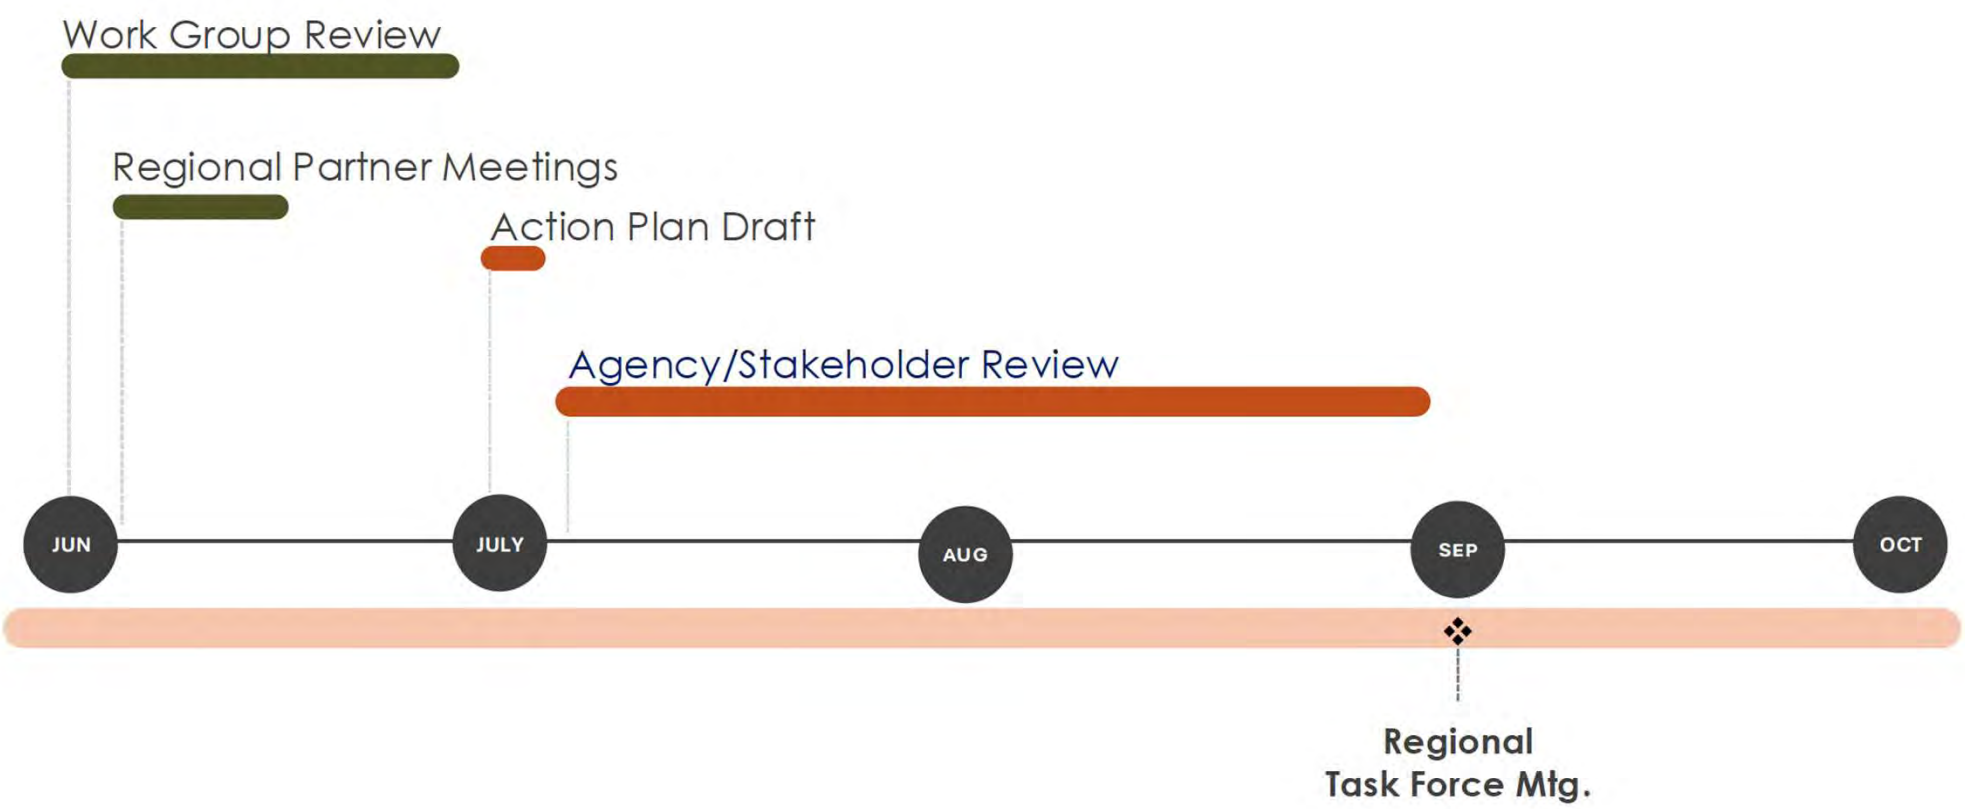 Work Group Review
Regional Partner Meetings
Action Plan Draft
Agency/Stakeholder Review
JUN
JULY
AUG
SEP
OCT
Regional
Task Force Mtg.